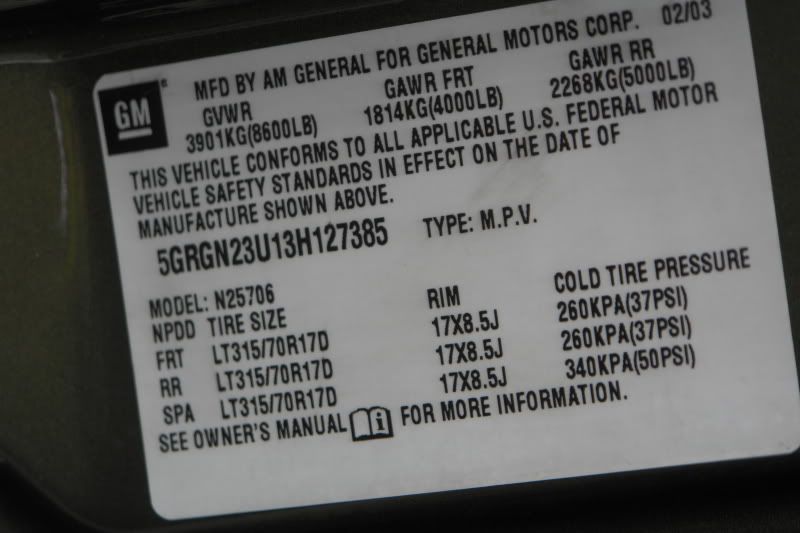 GM
MFD BY AM GENERAL FOR GENERAL MOTORS CORP. 02/03
GVWR GAWR FRT GAWR RR
3901KG(8600LB) 1814KG(4000LB) 2268KG(5000LB)
THIS VEHICLE CONFORMS TO ALL APPLICABLE U.S. FEDERAL MOTOR
VEHICLE SAFETY STANDARDS IN EFFECT ON THE DATE OF
MANUFACTURE SHOWN ABOVE.
5GRGN23U13H127385 TYPE: M.P.V.
MODEL: N25706
NPDD TIRE SIZE RIM COLD TIRE PRESSURE
FRT LT315/70R17D 17X8.5J 260KPA(37PSI)
RR LT315/70R17D 17X8.5J 260KPA(37PSI)
SPA LT315/70R17D 17X8.5J 340KPA(50PSI)
SEE OWNER'S MANUAL FOR MORE INFORMATION.